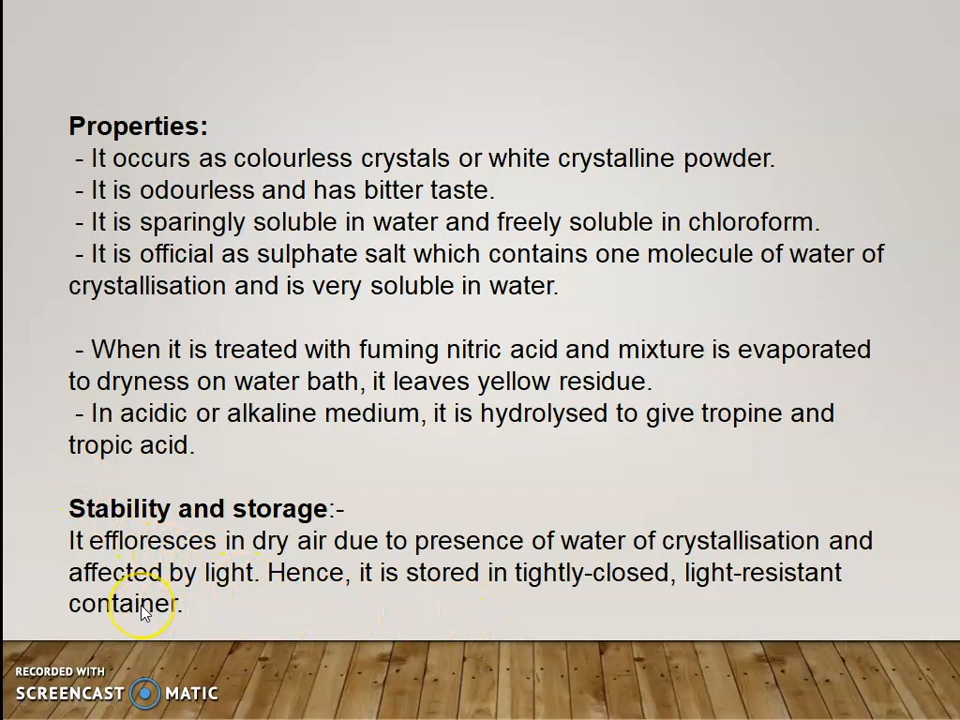 Properties:
- It occurs as colourless crystals or white crystalline powder.
- It is odourless and has bitter taste.
- It is sparingly soluble in water and freely soluble in chloroform.
- It is official as sulphate salt which contains one molecule of water of
crystallisation and is very soluble in water.
- When it is treated with fuming nitric acid and mixture is evaporated
to dryness on water bath, it leaves yellow residue.
- In acidic or alkaline medium, it is hydrolysed to give tropine and
tropic acid.
Stability and storage:-
It effloresces in dry air due to presence of water of crystallisation and
affected by light. Hence, it is stored in tightly-closed, light-resistant
container.
RECORDED WITH
SCREENCAST MATIC